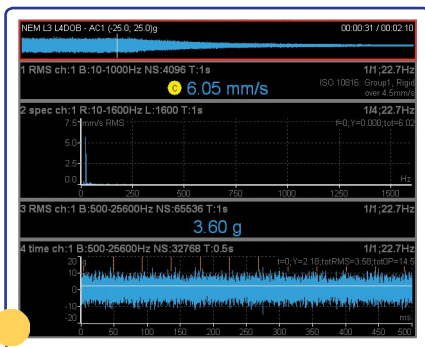 NEM L3 L4DOB - AC1 (-25.0, 25.0)g 00:00:31 / 00:02:10
1 RMS ch:1 B:10-1000Hz NS:4096 T:1s 1/1;22.7Hz
C 6.05 mm/s
ISO 10816: Group1, Rigid
over 4.5mm/s
2 spec ch:1 R:10-1600Hz L:1600 T:1s 1/4;22.7Hz
7.5 mm/s RMS f=0;Y=0.000;tot=6.02
5.0
2.5
0.0 Hz
0 250 500 750 1000 1250 1500
3 RMS ch:1 B:500-25600Hz NS:65536 T:1s 1/1;22.7Hz
3.60 g
4 time ch:1 B:500-25600Hz NS:32768 T:0.5s 1/1;22.7Hz
20 g t=0;Y=2.18;totRMS=3.58;tot0P=14.5
10
0
-10
-20 ms
0 50 100 150 200 250 300 350 400 450 500